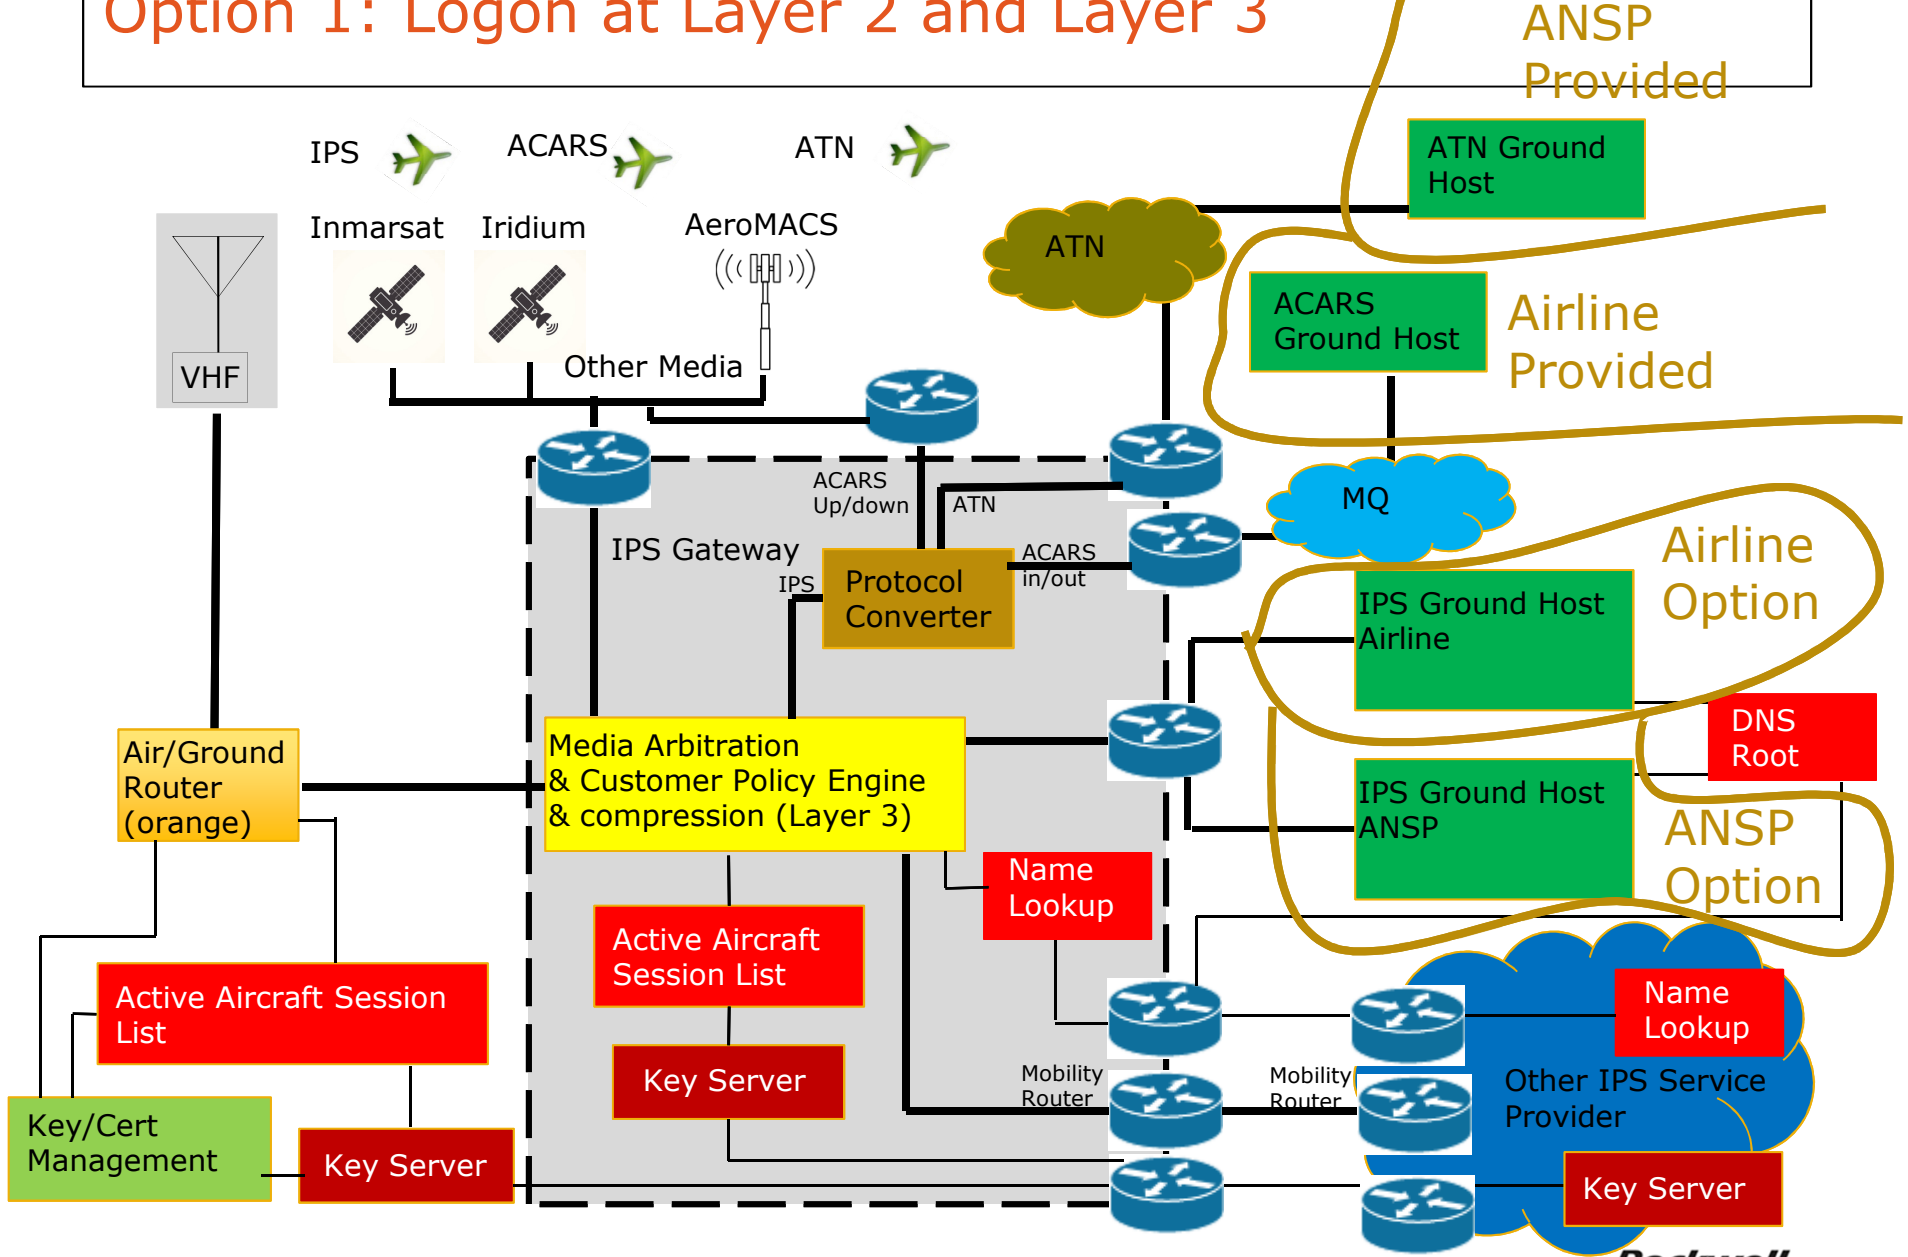 Option 1: Logon at Layer 2 and Layer 3
ANSP
Provided
IPS
ACARS
ATN
ATN Ground
Host
Inmarsat
Iridium
AeroMACS
ATN
ACARS
Ground Host
Airline
Provided
VHF
Other Media
ACARS
Up/down
ATN
MQ
IPS Gateway
ACARS
in/out
IPS
Protocol
Converter
IPS Ground Host
Airline
Airline
Option
Air/Ground
Router
(orange)
Media Arbitration
& Customer Policy Engine
& compression (Layer 3)
DNS
Root
IPS Ground Host
ANSP
ANSP
Option
Name
Lookup
Active Aircraft
Session List
Active Aircraft Session
List
Name
Lookup
Key Server
Mobility
Router
Mobility
Router
Other IPS Service
Provider
Key/Cert
Management
Key Server
Key Server
Rockwell